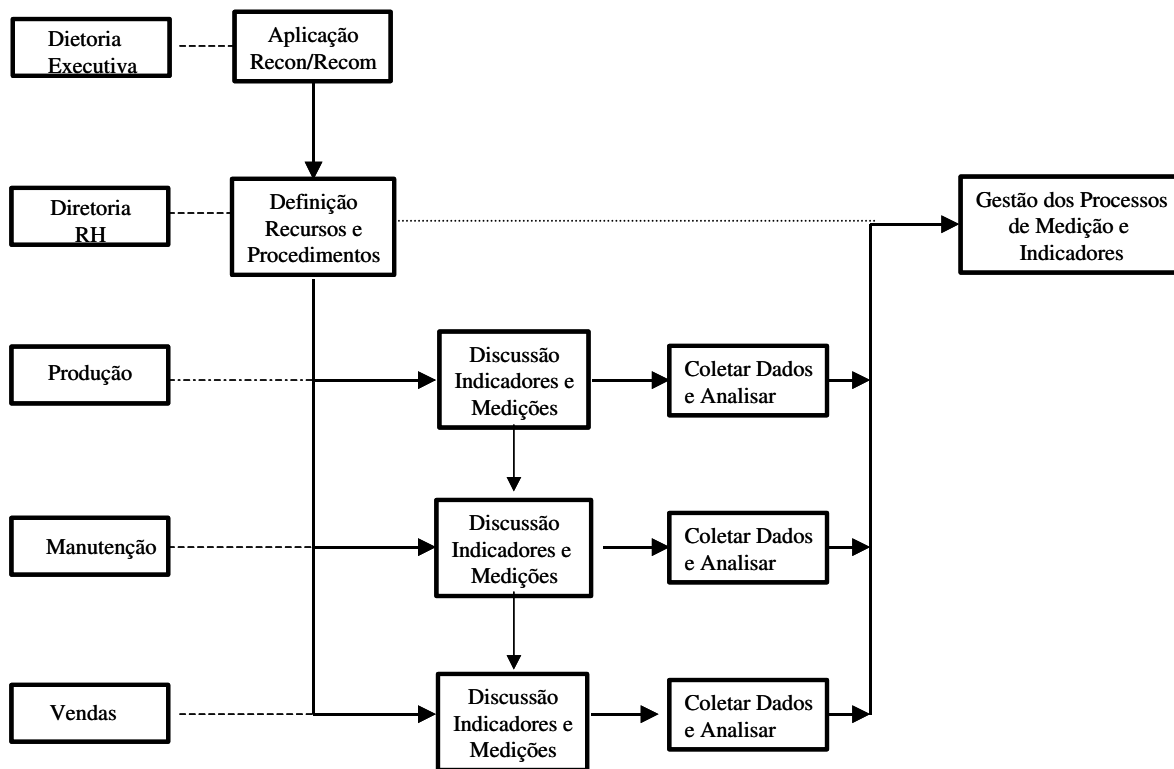 Dietoria
Executiva
Aplicação
Recon/Recom
Diretoria
RH
Definição
Recursos e
Procedimentos
Gestão dos Processos
de Medição e
Indicadores
Produção
Discussão
Indicadores e
Medições
Coletar Dados
e Analisar
Manutenção
Discussão
Indicadores e
Medições
Coletar Dados
e Analisar
Vendas
Discussão
Indicadores e
Medições
Coletar Dados
e Analisar